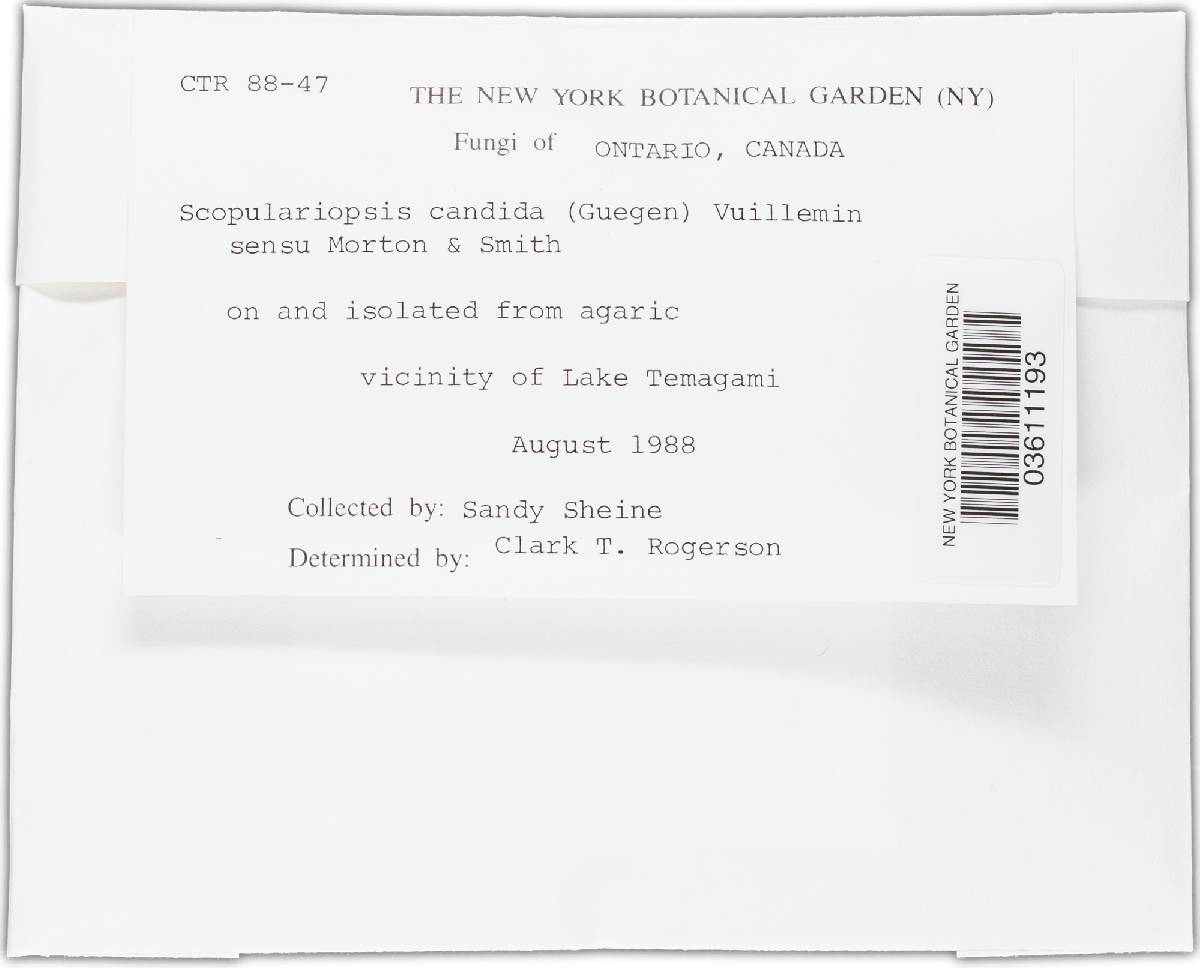 CTR 88-47
THE NEW YORK BOTANICAL GARDEN (NY)
Fungi of ONTARIO, CANADA
Scopulariopsis candida (Guegen) Vuillemin
sensu Morton & Smith
on and isolated from agaric
vicinity of Lake Temagami
August 1988
Collected by: Sandy Sheine
Determined by: Clark T. Rogerson
NEW YORK BOTANICAL GARDEN
03611193